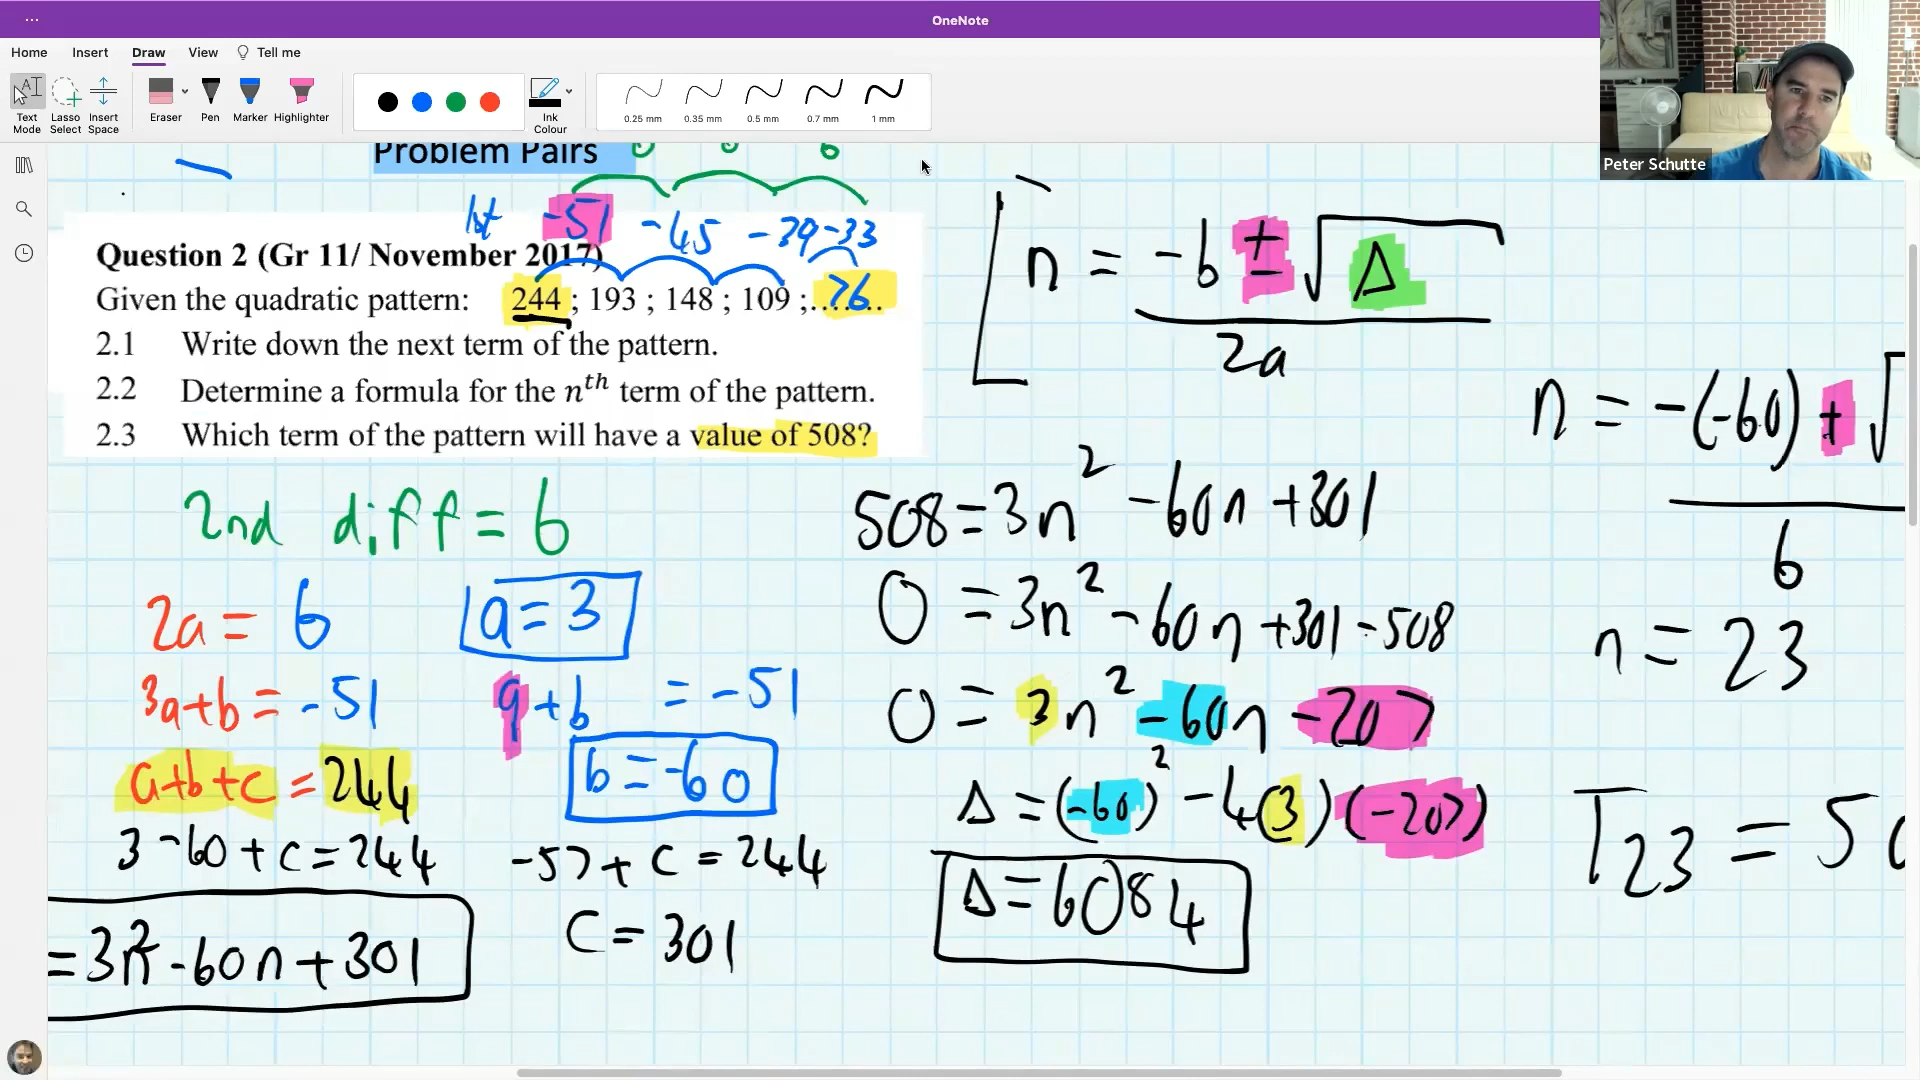 OneNote
Home Insert Draw View Tell me
Text Mode
Lasso Select
Insert Space
Eraser
Pen
Marker
Highlighter
Ink Colour
0.25 mm 0.35 mm 0.5 mm 0.7 mm 1 mm
Peter Schutte
Problem Pairs
6
1st -51 -45 -39 -33
Question 2 (Gr 11/ November 2017)
Given the quadratic pattern: 244 ; 193 ; 148 ; 109 ;........
76
2.1 Write down the next term of the pattern.
2.2 Determine a formula for the nᵗʰ term of the pattern.
2.3 Which term of the pattern will have a value of 508?
2nd diff = 6
2a = 6
a = 3
3a+b = -51
9+b = -51
a+b+c = 244
b = -60
3-60+c=244
-57+c=244
= 3n²-60n+301
c = 301
n = -b ± √Δ
2a
508 = 3n² -60n +301
0 = 3n² -60n +301 -508
0 = 3n² -60n -207
Δ = (-60)² -4(3)(-207)
Δ = 6084
n = -(-60) + √
6
n = 23
T₂₃ = 50